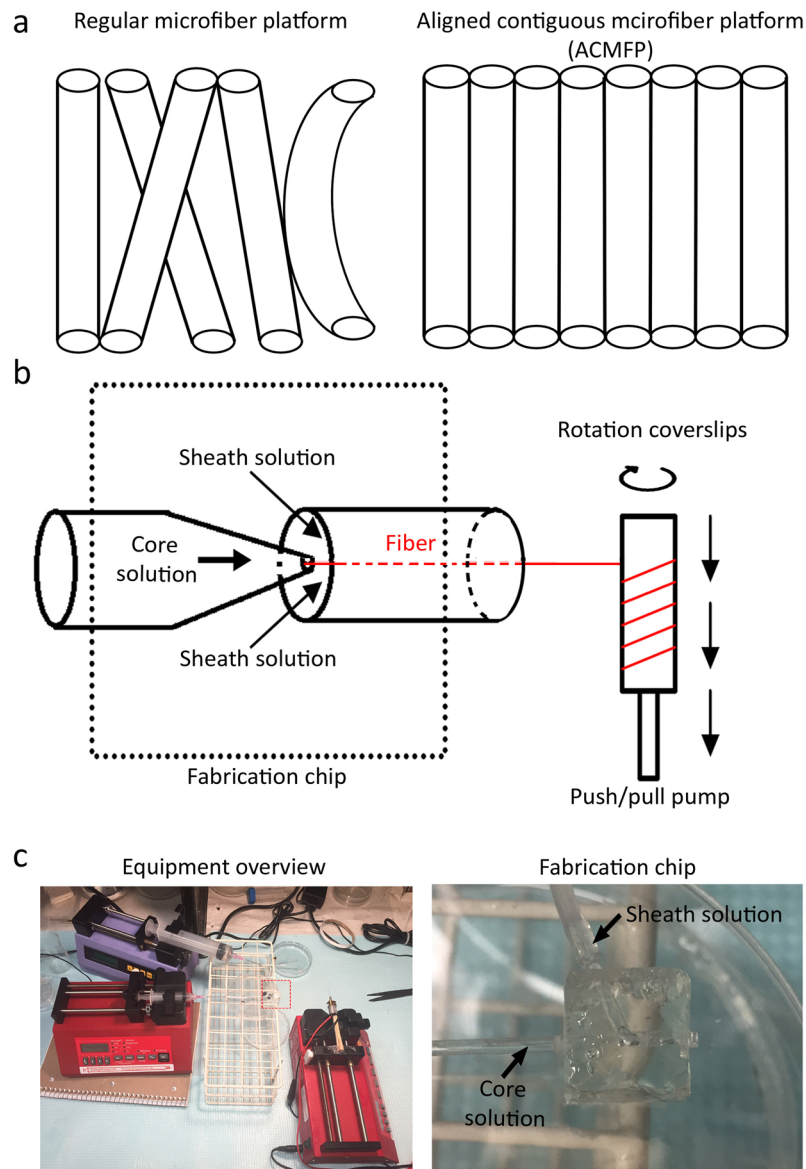 a
Regular microfiber platform
Aligned contiguous mcirofiber platform
(ACMFP)
b
Sheath solution
Core
solution
Fiber
Sheath solution
Fabrication chip
Rotation coverslips
Push/pull pump
c
Equipment overview
Fabrication chip
Sheath solution
Core
solution